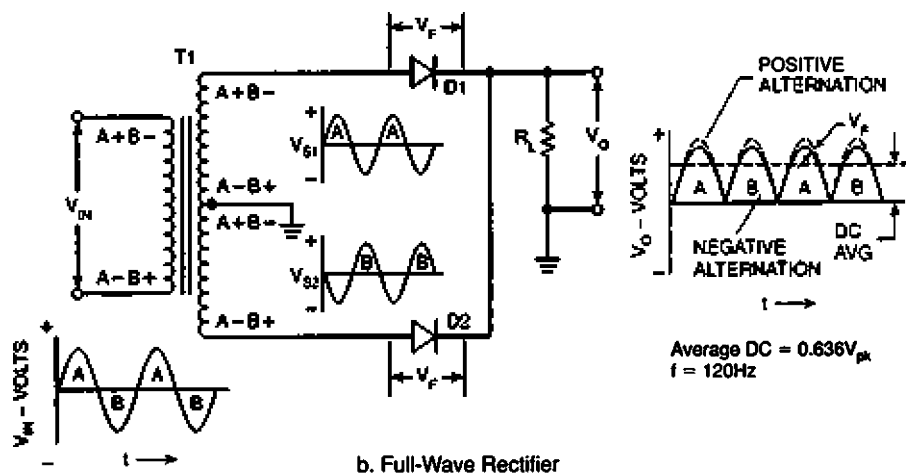 V_F
T1
A+B-
D1
A+B-
+
A
A
V_S1
-
R_L
V_O
V_IN
A-B+
A+B-
+
B
B
V_S2
-
A-B+
A-B+
D2
V_F
POSITIVE
ALTERNATION
V_F
+
V_O - VOLTS
-
A
B
A
B
NEGATIVE
ALTERNATION
DC
AVG
t
Average DC = 0.636V_pk
f = 120Hz
+
V_IN - VOLTS
-
A
A
B
B
t
b. Full-Wave Rectifier